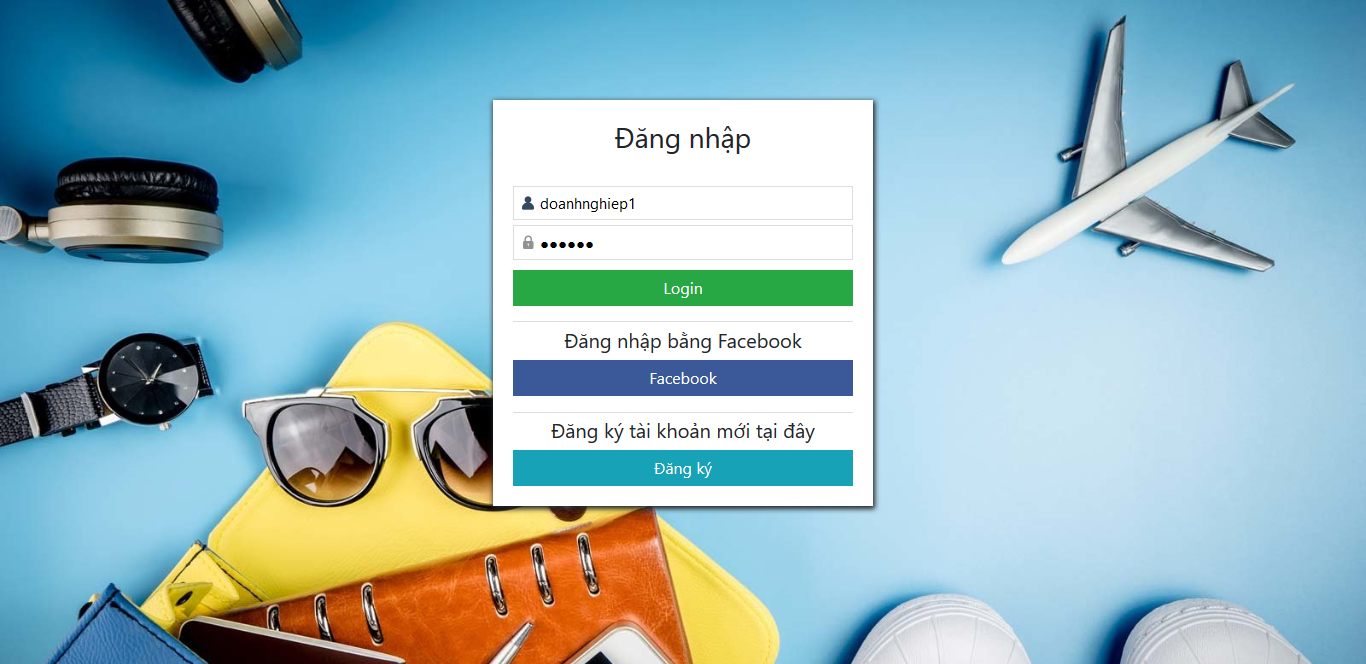 Đăng nhập
doanhnghiep1
••••••
Login
Đăng nhập bằng Facebook
Facebook
Đăng ký tài khoản mới tại đây
Đăng ký